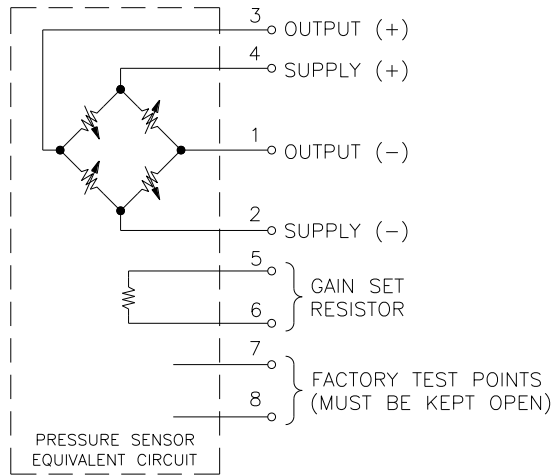 3 OUTPUT (+)
4 SUPPLY (+)
1 OUTPUT (−)
2 SUPPLY (−)
5
GAIN SET
RESISTOR
6
7
FACTORY TEST POINTS
(MUST BE KEPT OPEN)
8
PRESSURE SENSOR
EQUIVALENT CIRCUIT